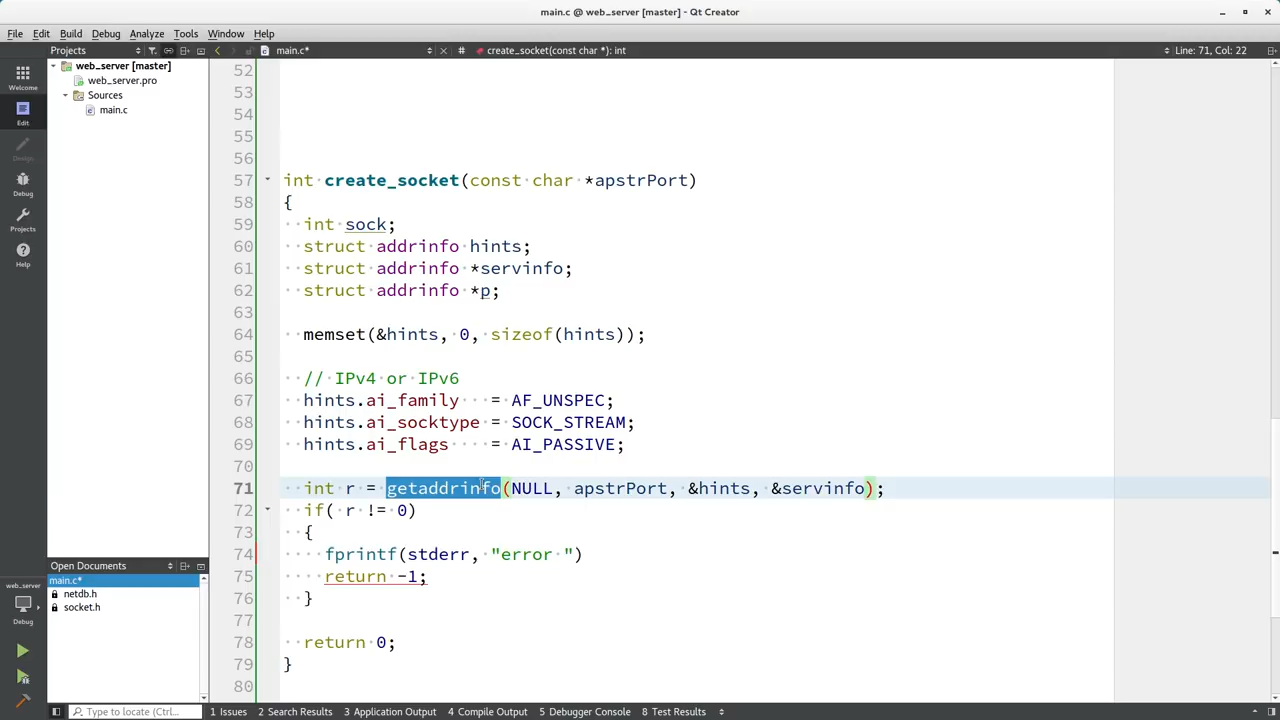 main.c @ web_server [master] - Qt Creator
File Edit Build Debug Analyze Tools Window Help
Projects main.c* # create_socket(const char *): int Line: 71, Col: 22
web_server [master]
web_server.pro
Sources
main.c
Welcome
Edit
Design
Debug
Projects
Help
52
53
54
55
56
57 int create_socket(const char *apstrPort)
58 {
59 int sock;
60 struct addrinfo hints;
61 struct addrinfo *servinfo;
62 struct addrinfo *p;
63
64 memset(&hints, 0, sizeof(hints));
65
66 // IPv4 or IPv6
67 hints.ai_family = AF_UNSPEC;
68 hints.ai_socktype = SOCK_STREAM;
69 hints.ai_flags = AI_PASSIVE;
70
71 int r = getaddrinfo(NULL, apstrPort, &hints, &servinfo);
72 if( r != 0)
73 {
74 fprintf(stderr, "error ")
75 return -1;
76 }
77
78 return 0;
79 }
80
Open Documents
main.c*
netdb.h
socket.h
web_server
Debug
Type to locate (Ctrl... 1 Issues 2 Search Results 3 Application Output 4 Compile Output 5 Debugger Console 8 Test Results